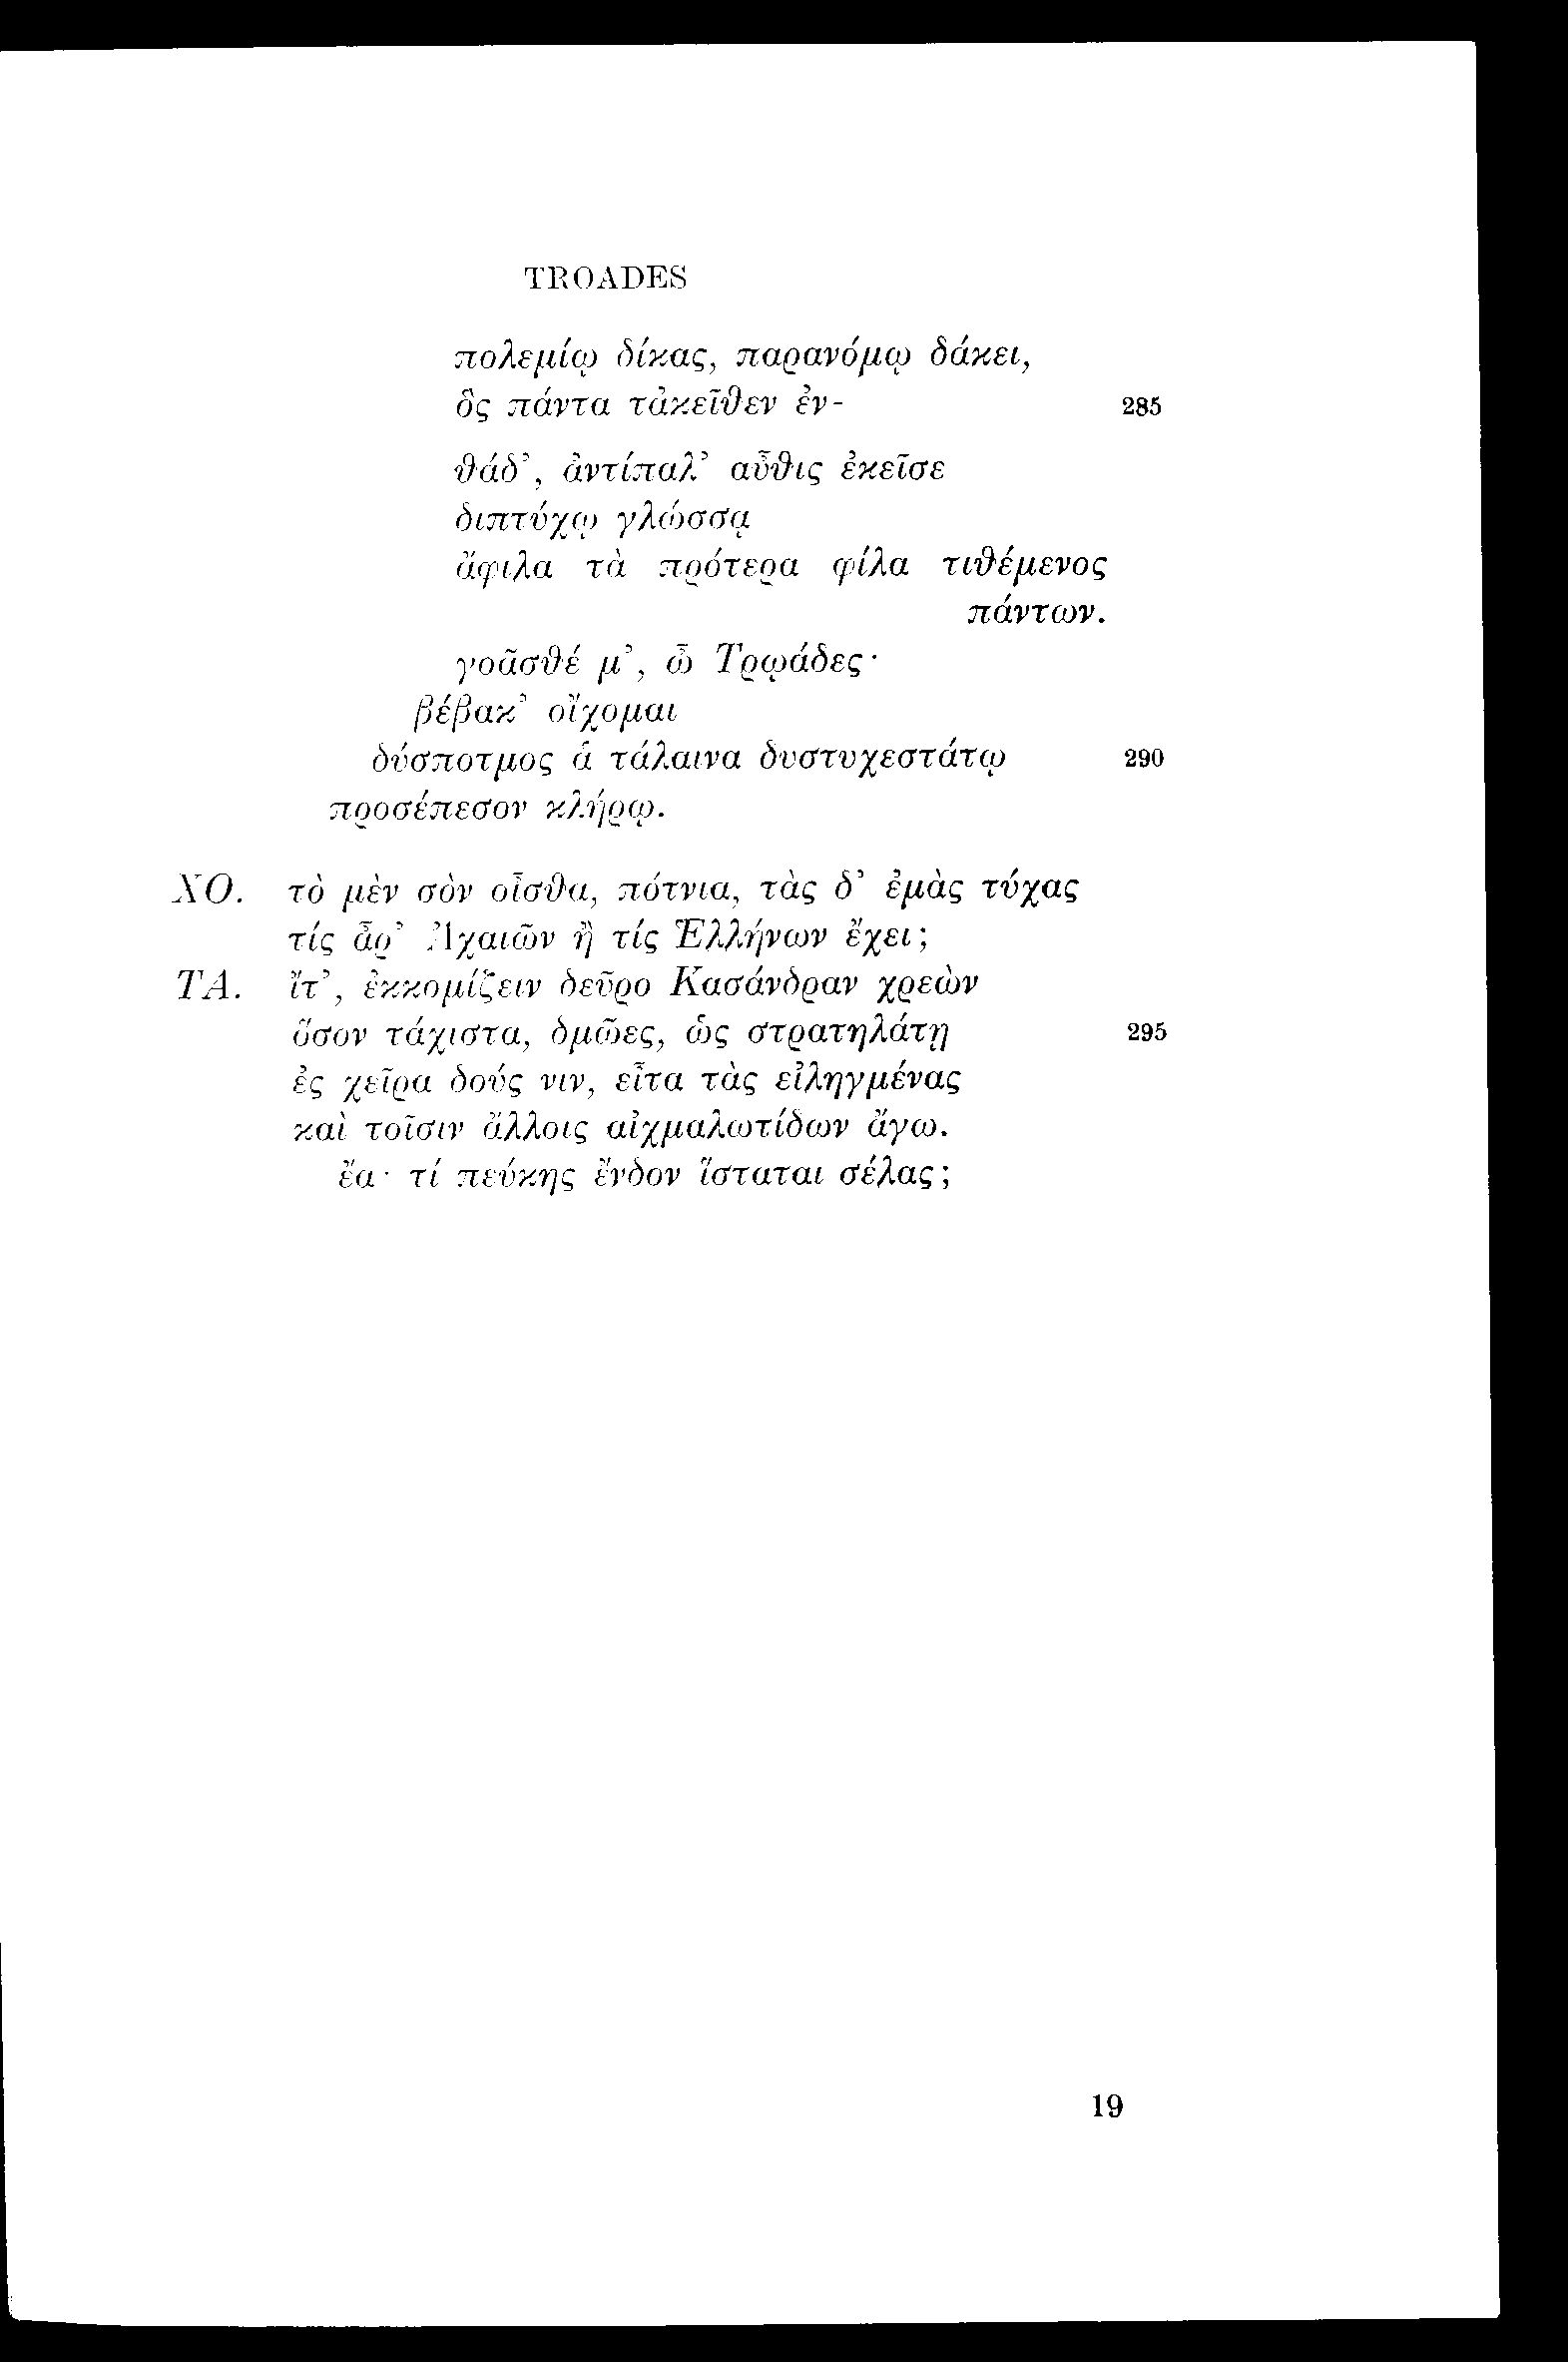 TROADES
πολεμίῳ δίκας, παρανόμῳ δάκει,
ὃς πάντα τἀκεῖθεν ἐν- 285
θάδ’, ἀντίπαλ’ αὖθις ἐκεῖσε
διπτύχῳ γλώσσᾳ
ἄφιλα τὰ πρότερα φίλα τιθέμενος
πάντων.
γοᾶσθέ μ’, ὦ Τρῳάδες·
βέβακ’ οἴχομαι
δύσποτμος ἁ τάλαινα δυστυχεστάτῳ 290
προσέπεσον κλήρῳ.
ΧΟ. τὸ μὲν σὸν οἶσθα, πότνια, τὰς δ’ ἐμὰς τύχας
τίς ἆρ’ Ἀχαιῶν ἢ τίς Ἑλλήνων ἔχει;
ΤΑ. ἴτ’, ἐκκομίζειν δεῦρο Κασάνδραν χρεὼν
ὅσον τάχιστα, δμῶες, ὡς στρατηλάτῃ 295
ἐς χεῖρα δούς νιν, εἶτα τὰς εἰληγμένας
καὶ τοῖσιν ἄλλοις αἰχμαλωτίδων ἄγω.
ἔα· τί πεύκης ἔνδον ἵσταται σέλας;
19